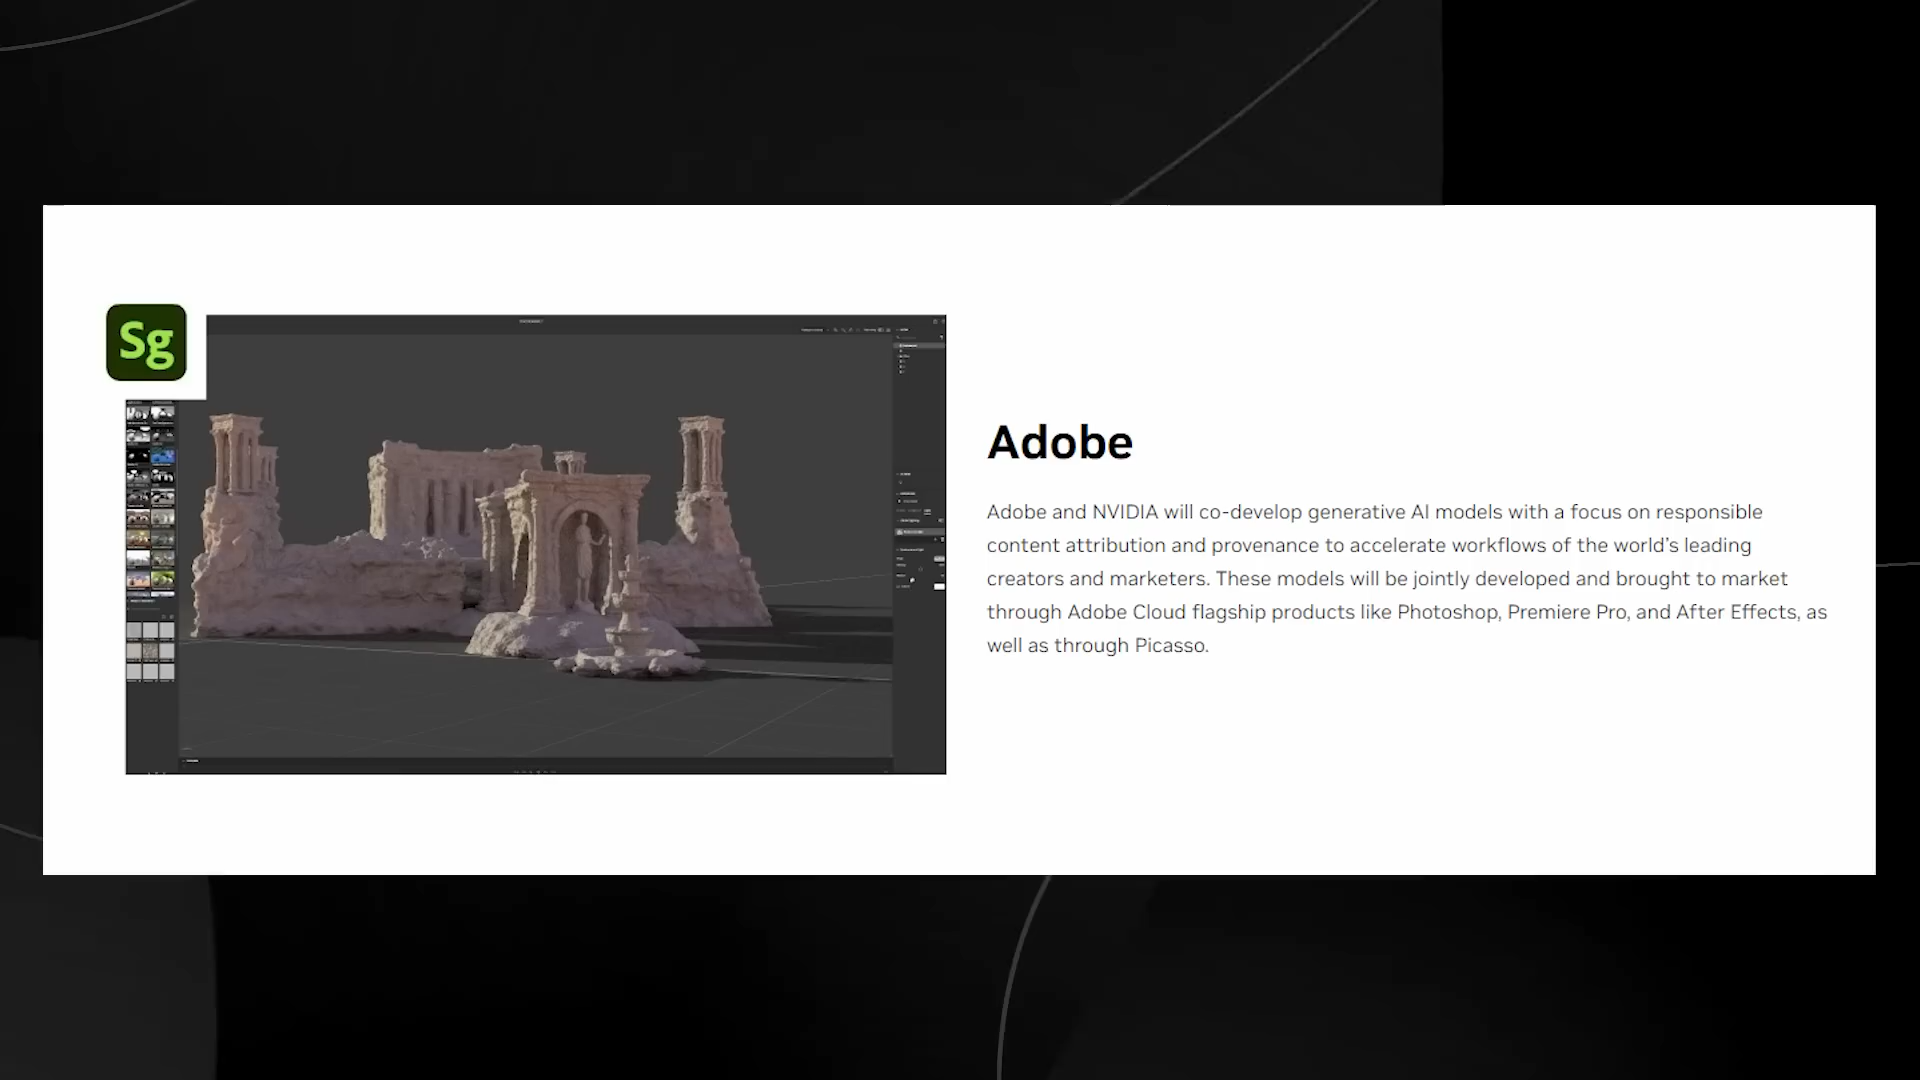 Sg
Adobe
Adobe and NVIDIA will co-develop generative AI models with a focus on responsible
content attribution and provenance to accelerate workflows of the world's leading
creators and marketers. These models will be jointly developed and brought to market
through Adobe Cloud flagship products like Photoshop, Premiere Pro, and After Effects, as
well as through Picasso.